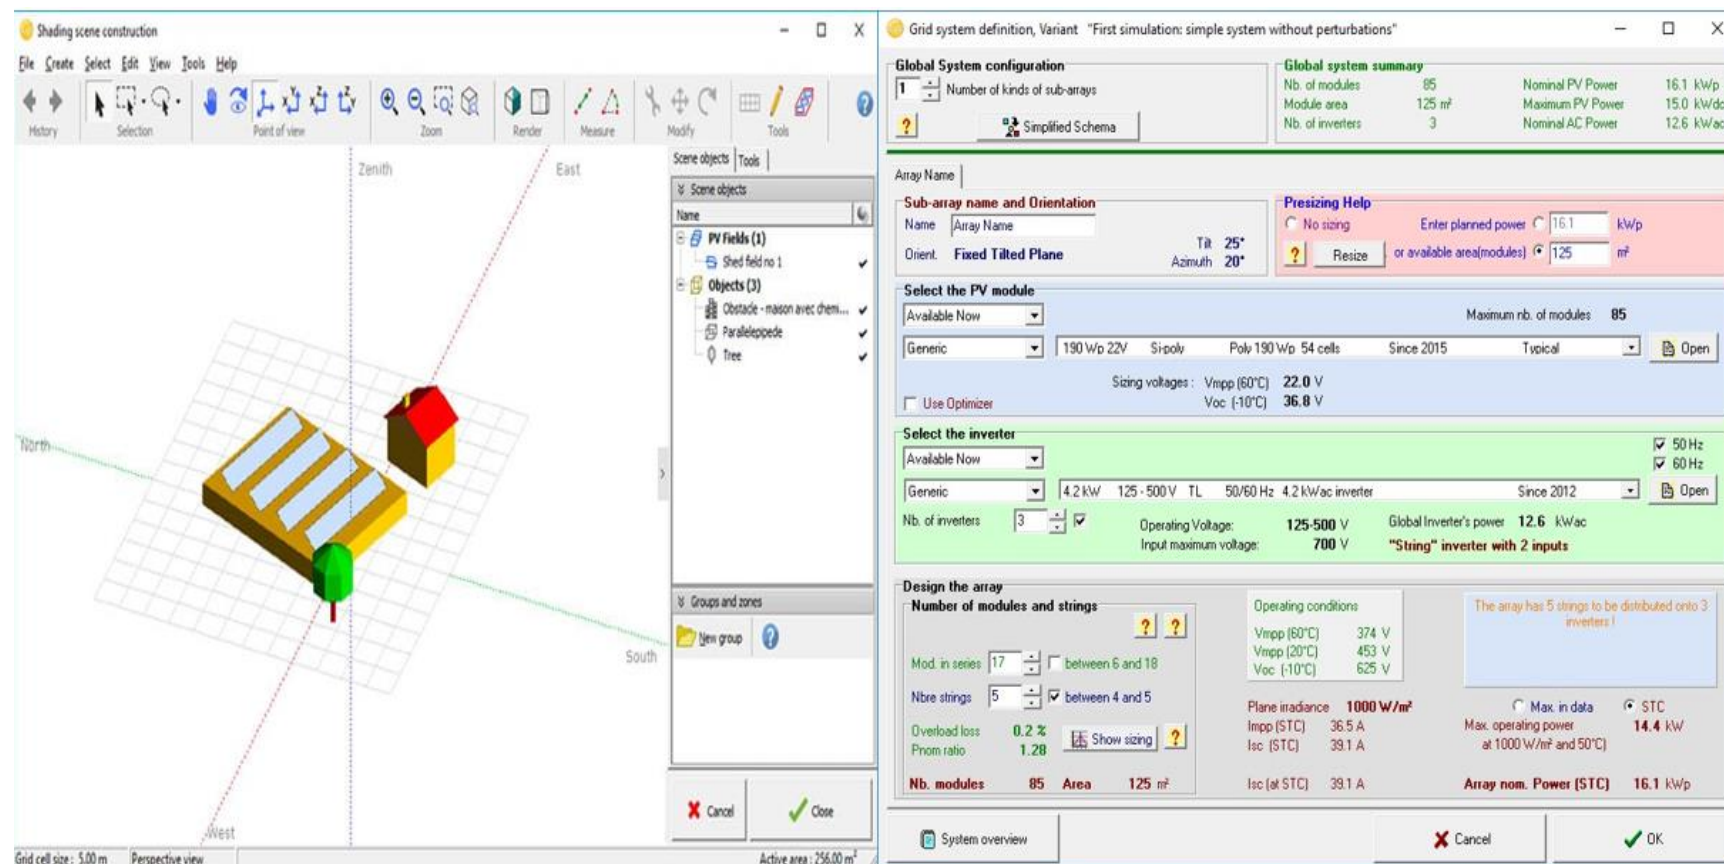 Shading scene construction
File Create Select Edit View Tools Help
History Selection Point of view Zoom Render Measure Modify Tools
Zenith
East
North
South
West
Scene objects Tools
Scene objects
Name
PV Fields (1)
Shed field no 1
Objects (3)
Obstacle - maison avec chemi...
Parallelepipede
Tree
Groups and zones
New group
Cancel Close
Grid cell size : 5.00 m Perspective view Active area : 256.00 m²
Grid system definition, Variant "First simulation: simple system without perturbations"
Global System configuration
1 Number of kinds of sub-arrays
? Simplified Schema
Global system summary
Nb. of modules 85 Nominal PV Power 16.1 kWp
Module area 125 m² Maximum PV Power 15.0 kWdc
Nb. of inverters 3 Nominal AC Power 12.6 kWac
Array Name
Sub-array name and Orientation
Name Array Name
Orient. Fixed Tilted Plane
Tilt 25°
Azimuth 20°
Presizing Help
No sizing Enter planned power 16.1 kWp
? Resize or available area(modules) 125 m²
Select the PV module
Available Now Maximum nb. of modules 85
Generic 190 Wp 22V Si-poly Poly 190 Wp 54 cells Since 2015 Typical Open
Sizing voltages : Vmpp (60°C) 22.0 V
Use Optimizer Voc (-10°C) 36.8 V
Select the inverter
50 Hz
Available Now 60 Hz
Generic 4.2 kW 125 - 500 V TL 50/60 Hz 4.2 kWac inverter Since 2012 Open
Nb. of inverters 3 Operating Voltage: 125-500 V Global Inverter's power 12.6 kWac
Input maximum voltage: 700 V "String" inverter with 2 inputs
Design the array
Number of modules and strings
? ?
Mod. in series 17 between 6 and 18
Nbre strings 5 between 4 and 5
Overload loss 0.2 %
Pnom ratio 1.28
Show sizing ?
Nb. modules 85 Area 125 m²
Operating conditions
Vmpp (60°C) 374 V
Vmpp (20°C) 453 V
Voc (-10°C) 625 V
Plane irradiance 1000 W/m²
Impp (STC) 36.5 A
Isc (STC) 39.1 A
Isc (at STC) 39.1 A
The array has 5 strings to be distributed onto 3
inverters !
Max. in data STC
Max. operating power 14.4 kW
at 1000 W/m² and 50°C)
Array nom. Power (STC) 16.1 kWp
System overview Cancel OK